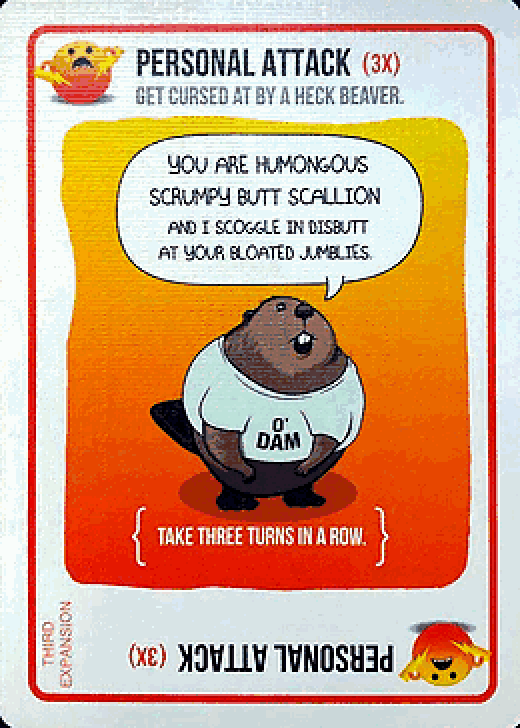 PERSONAL ATTACK (3X)
GET CURSED AT BY A HECK BEAVER.
YOU ARE HUMONGOUS
SCRUMPY BUTT SCALLION
AND I SCOGGLE IN DISBUTT
AT YOUR BLOATED JUMBLIES.
O'
DAM
{ TAKE THREE TURNS IN A ROW. }
THIRD
EXPANSION
PERSONAL ATTACK (3X)